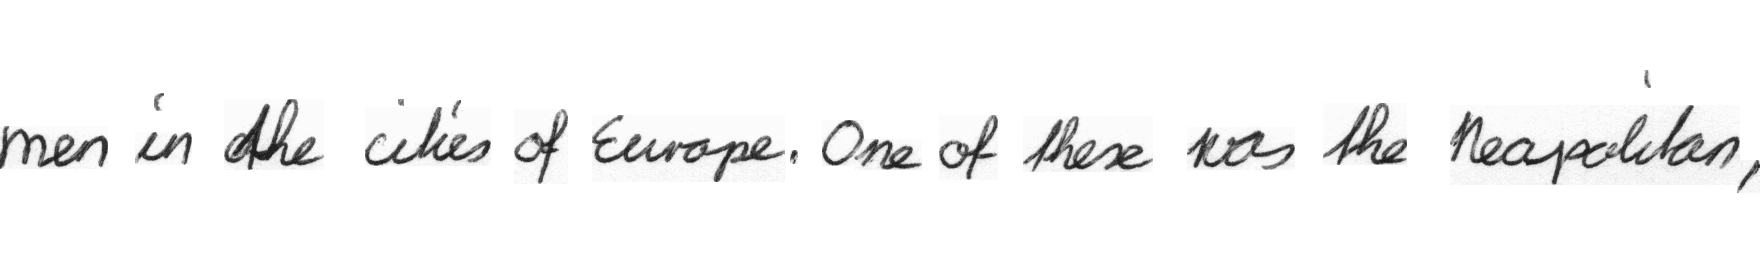 men in the cities of Europe. One of these was the Neapolitan,